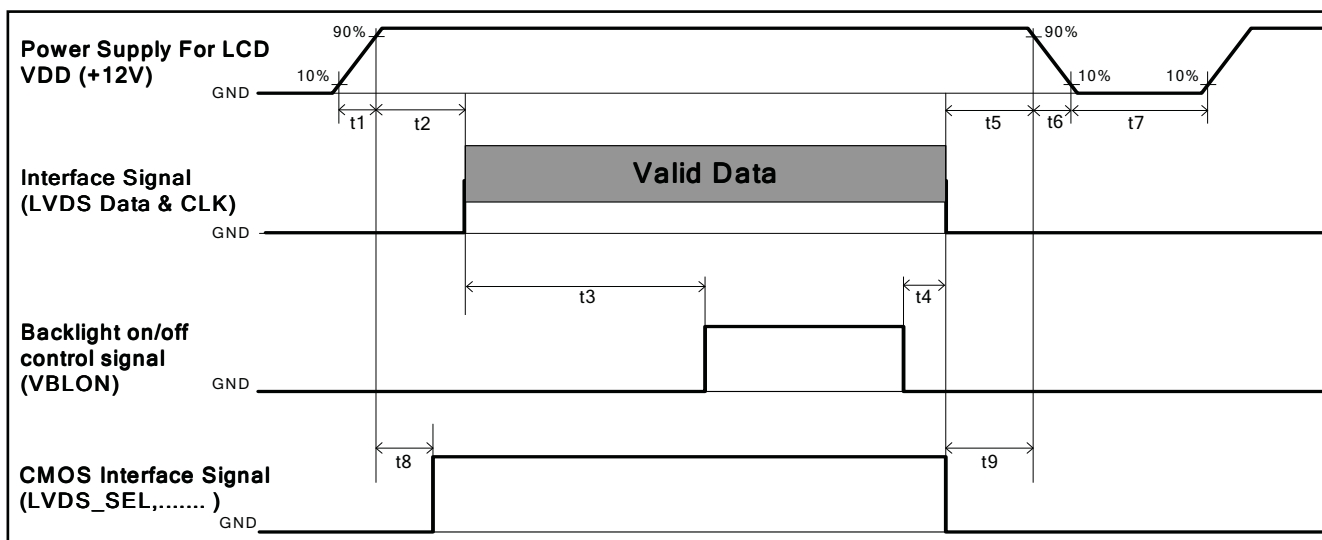 Power Supply For LCD
VDD (+12V)
90%
10%
GND
90%
10%
10%
t1
t2
t5
t6
t7
Interface Signal
(LVDS Data & CLK)
Valid Data
GND
t3
t4
Backlight on/off
control signal
(VBLON)
GND
t8
t9
CMOS Interface Signal
(LVDS_SEL,....... )
GND